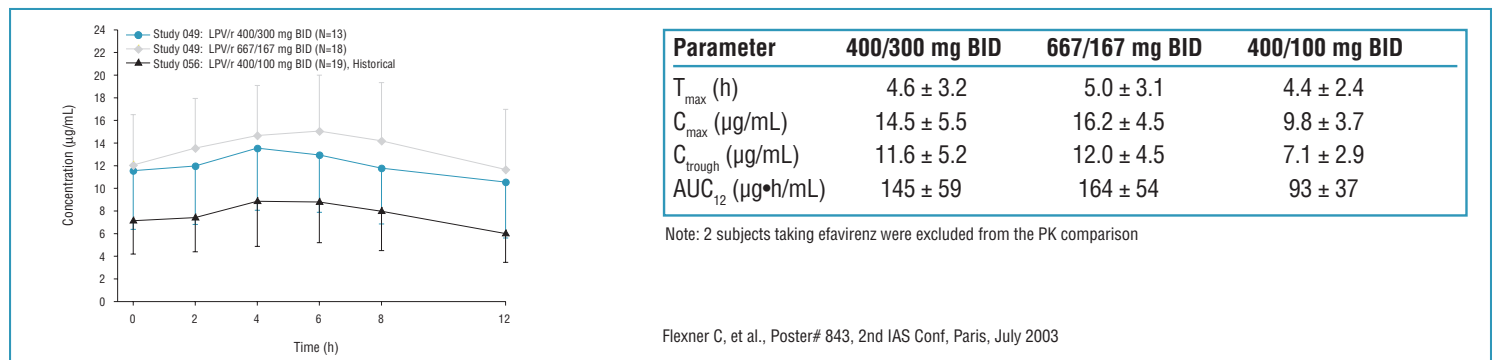 Study 049: LPV/r 400/300 mg BID (N=13)
Study 049: LPV/r 667/167 mg BID (N=18)
Study 056: LPV/r 400/100 mg BID (N=19), Historical
Concentration (µg/mL)
24
22
20
18
16
14
12
10
8
6
4
2
0
0 2 4 6 8 12
Time (h)
Parameter 400/300 mg BID 667/167 mg BID 400/100 mg BID
Tmax (h) 4.6 ± 3.2 5.0 ± 3.1 4.4 ± 2.4
Cmax (µg/mL) 14.5 ± 5.5 16.2 ± 4.5 9.8 ± 3.7
Ctrough (µg/mL) 11.6 ± 5.2 12.0 ± 4.5 7.1 ± 2.9
AUC12 (µg•h/mL) 145 ± 59 164 ± 54 93 ± 37
Note: 2 subjects taking efavirenz were excluded from the PK comparison
Flexner C, et al., Poster# 843, 2nd IAS Conf, Paris, July 2003